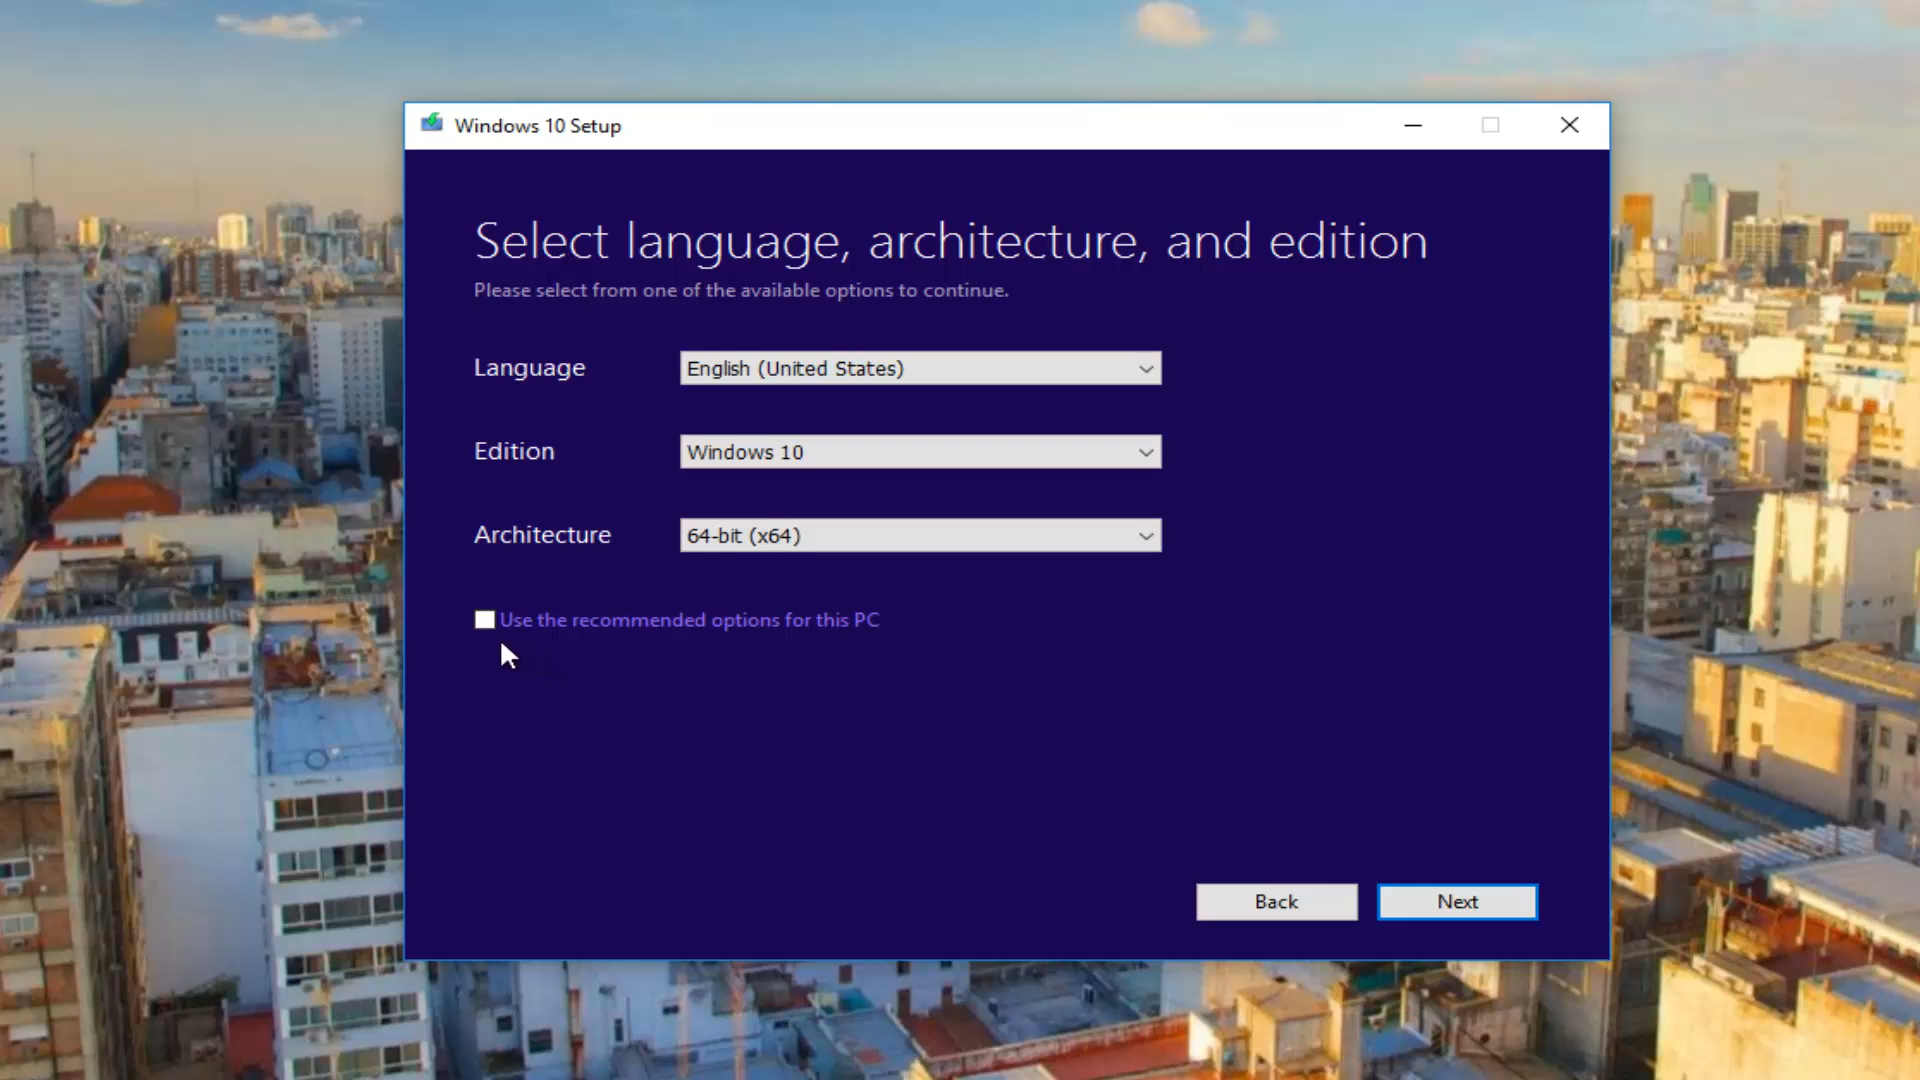 Windows 10 Setup
Select language, architecture, and edition
Please select from one of the available options to continue.
Language
English (United States)
Edition
Windows 10
Architecture
64-bit (x64)
Use the recommended options for this PC
Back
Next